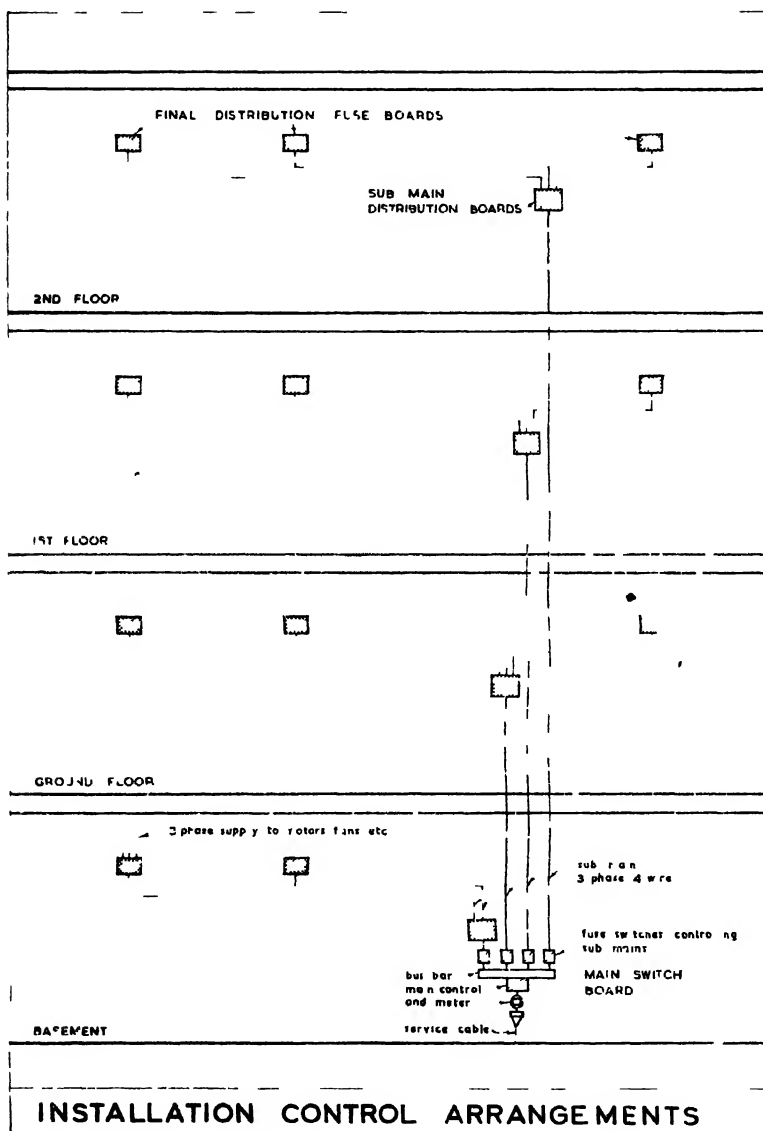 FINAL DISTRIBUTION FUSE BOARDS
SUB MAIN
DISTRIBUTION BOARDS
2ND FLOOR
1ST FLOOR
GROUND FLOOR
3 phase supply to motors fans etc
sub main
3 phase 4 wire
fuse switches controling
sub mains
bus bar
main control
and meter
MAIN SWITCH
BOARD
service cable
BASEMENT
INSTALLATION CONTROL ARRANGEMENTS